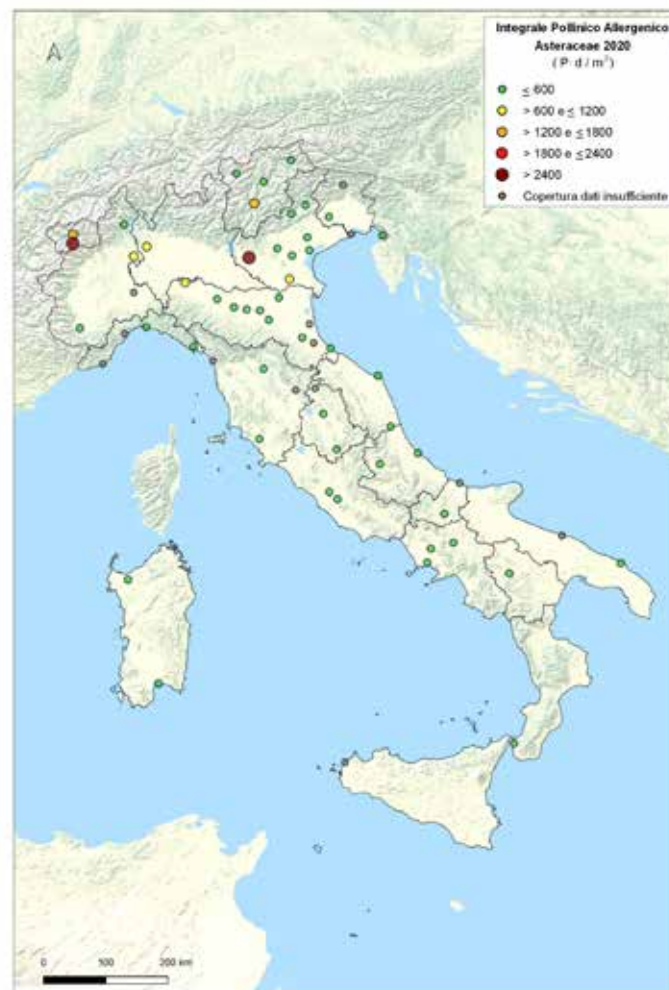 Integrale Pollinico Allergenico
Asteraceae 2020
( P· d / m³)
≤ 600
> 600 e ≤ 1200
> 1200 e ≤ 1800
> 1800 e ≤ 2400
> 2400
Copertura dati insufficiente
0 100 200 km